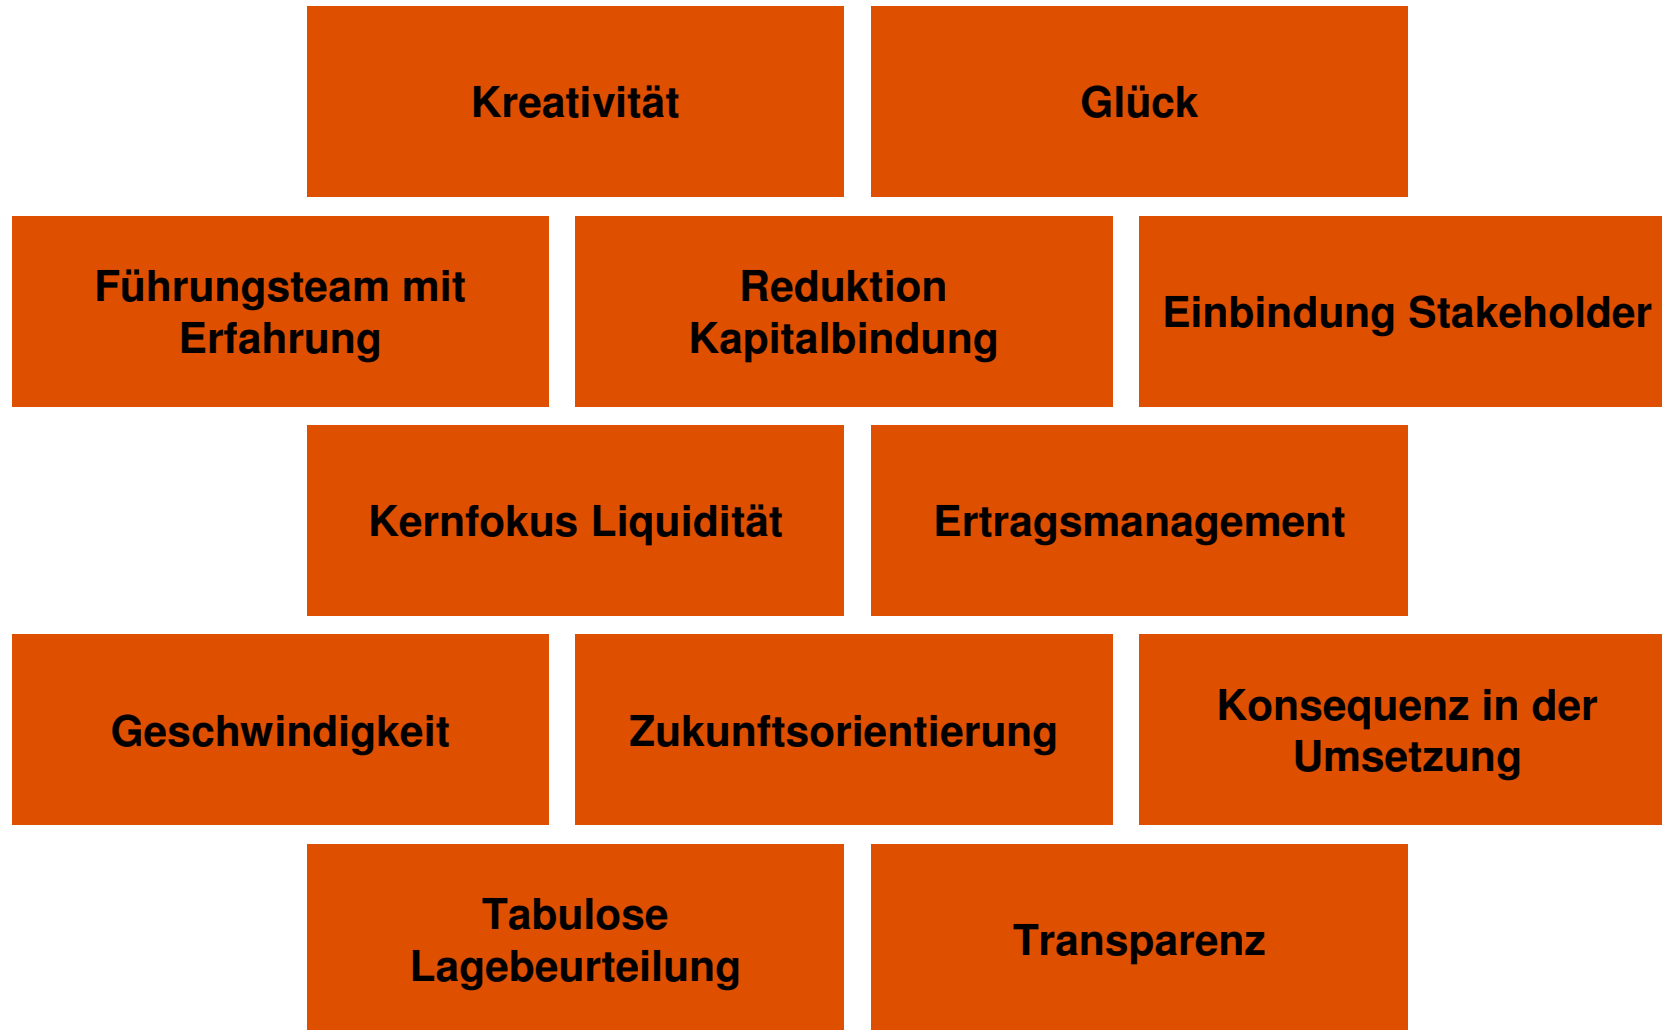 Kreativität
Glück
Führungsteam mit
Erfahrung
Reduktion
Kapitalbindung
Einbindung Stakeholder
Kernfokus Liquidität
Ertragsmanagement
Geschwindigkeit
Zukunftsorientierung
Konsequenz in der
Umsetzung
Tabulose
Lagebeurteilung
Transparenz